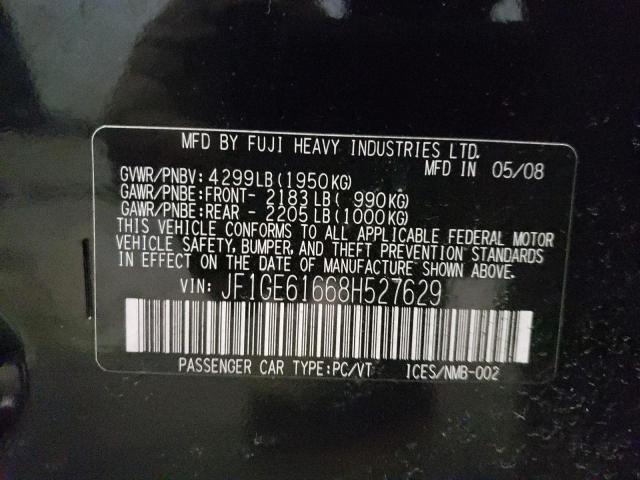 MFD BY FUJI HEAVY INDUSTRIES LTD.
MFD IN 05/08
GVWR/PNBV: 4299LB(1950KG)
GAWR/PNBE:FRONT- 2183LB( 990KG)
GAWR/PNBE:REAR - 2205LB(1000KG)
THIS VEHICLE CONFORMS TO ALL APPLICABLE FEDERAL MOTOR
VEHICLE SAFETY, BUMPER, AND THEFT PREVENTION STANDARDS
IN EFFECT ON THE DATE OF MANUFACTURE SHOWN ABOVE.
VIN: JF1GE61668H527629
PASSENGER CAR TYPE:PC/VT ICES/NMB-002